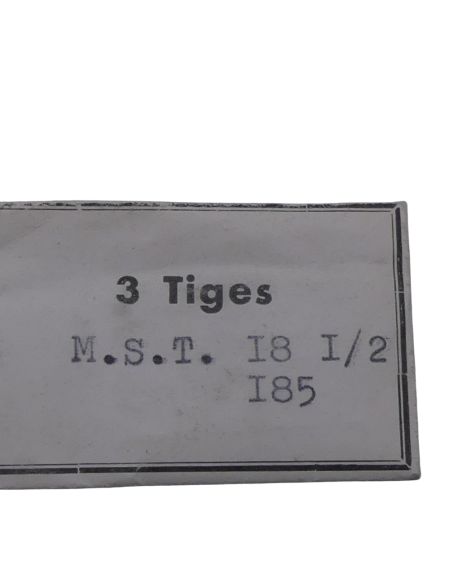 3 Tiges
M.S.T. I8 I/2
I85